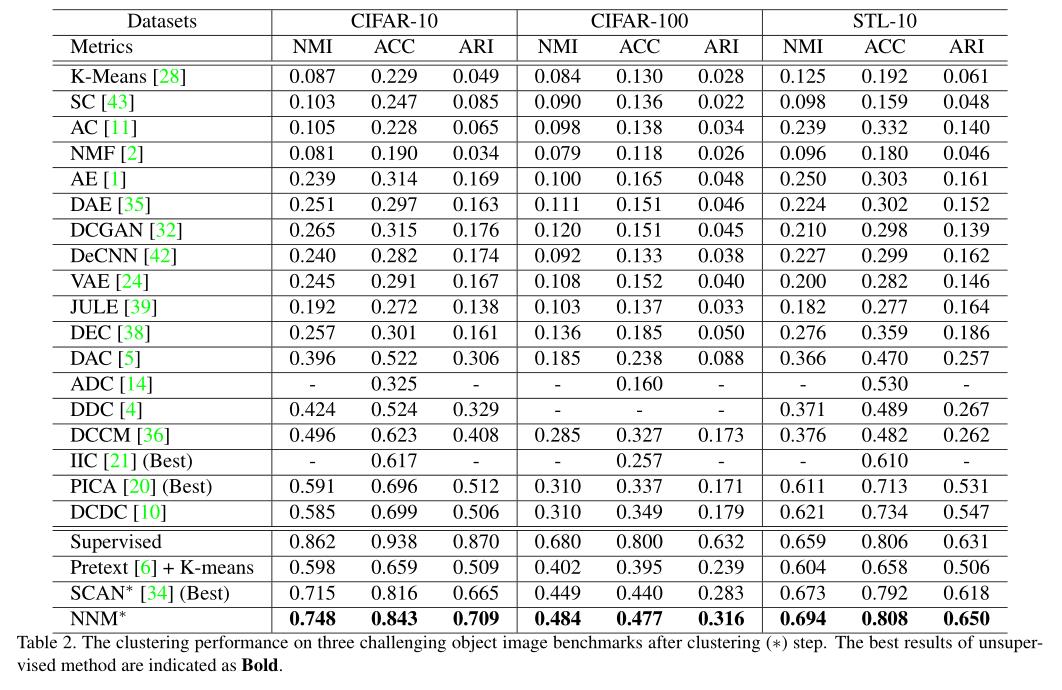 Datasets CIFAR-10 CIFAR-100 STL-10
Metrics NMI ACC ARI NMI ACC ARI NMI ACC ARI
K-Means [28] 0.087 0.229 0.049 0.084 0.130 0.028 0.125 0.192 0.061
SC [43] 0.103 0.247 0.085 0.090 0.136 0.022 0.098 0.159 0.048
AC [11] 0.105 0.228 0.065 0.098 0.138 0.034 0.239 0.332 0.140
NMF [2] 0.081 0.190 0.034 0.079 0.118 0.026 0.096 0.180 0.046
AE [1] 0.239 0.314 0.169 0.100 0.165 0.048 0.250 0.303 0.161
DAE [35] 0.251 0.297 0.163 0.111 0.151 0.046 0.224 0.302 0.152
DCGAN [32] 0.265 0.315 0.176 0.120 0.151 0.045 0.210 0.298 0.139
DeCNN [42] 0.240 0.282 0.174 0.092 0.133 0.038 0.227 0.299 0.162
VAE [24] 0.245 0.291 0.167 0.108 0.152 0.040 0.200 0.282 0.146
JULE [39] 0.192 0.272 0.138 0.103 0.137 0.033 0.182 0.277 0.164
DEC [38] 0.257 0.301 0.161 0.136 0.185 0.050 0.276 0.359 0.186
DAC [5] 0.396 0.522 0.306 0.185 0.238 0.088 0.366 0.470 0.257
ADC [14] - 0.325 - - 0.160 - - 0.530 -
DDC [4] 0.424 0.524 0.329 - - - 0.371 0.489 0.267
DCCM [36] 0.496 0.623 0.408 0.285 0.327 0.173 0.376 0.482 0.262
IIC [21] (Best) - 0.617 - - 0.257 - - 0.610 -
PICA [20] (Best) 0.591 0.696 0.512 0.310 0.337 0.171 0.611 0.713 0.531
DCDC [10] 0.585 0.699 0.506 0.310 0.349 0.179 0.621 0.734 0.547
Supervised 0.862 0.938 0.870 0.680 0.800 0.632 0.659 0.806 0.631
Pretext [6] + K-means 0.598 0.659 0.509 0.402 0.395 0.239 0.604 0.658 0.506
SCAN* [34] (Best) 0.715 0.816 0.665 0.449 0.440 0.283 0.673 0.792 0.618
NNM* 0.748 0.843 0.709 0.484 0.477 0.316 0.694 0.808 0.650
Table 2. The clustering performance on three challenging object image benchmarks after clustering (∗) step. The best results of unsuper-
vised method are indicated as Bold.